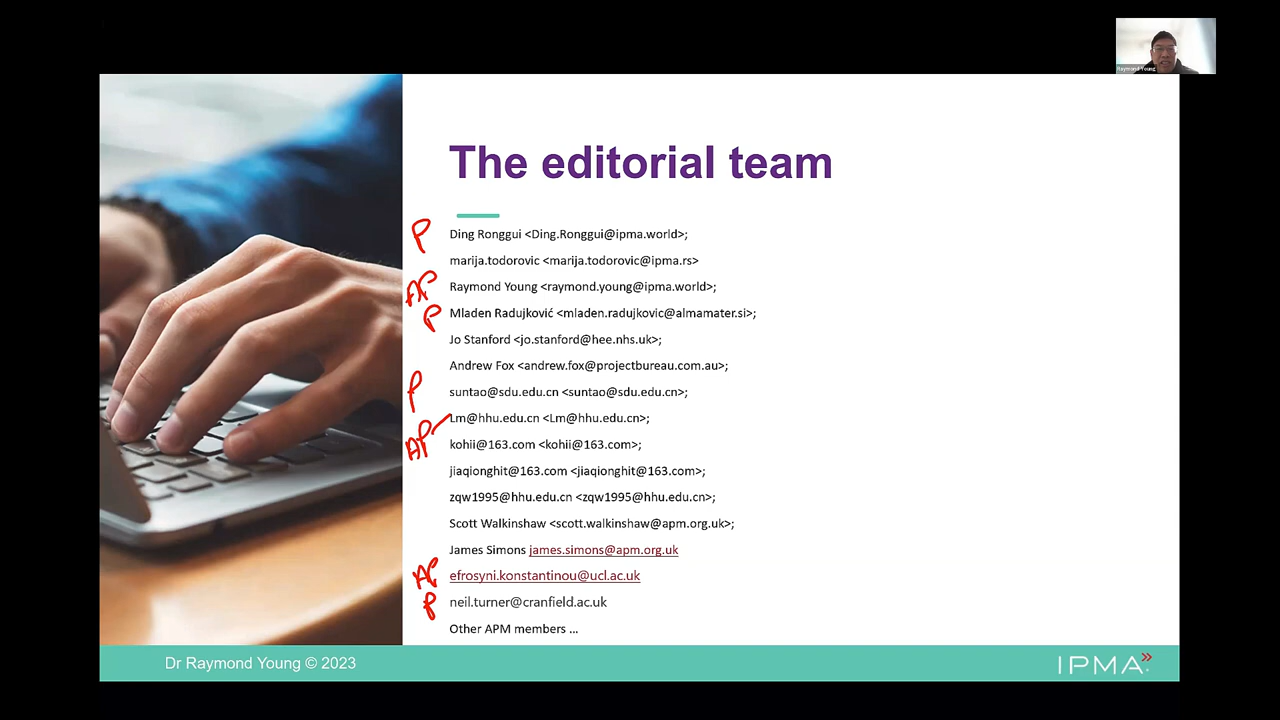 Raymond Young
The editorial team
P Ding Ronggui <Ding.Ronggui@ipma.world>;
marija.todorovic <marija.todorovic@ipma.rs>
AP Raymond Young <raymond.young@ipma.world>;
P Mladen Radujković <mladen.radujkovic@almamater.si>;
Jo Stanford <jo.stanford@hee.nhs.uk>;
Andrew Fox <andrew.fox@projectbureau.com.au>;
P suntao@sdu.edu.cn <suntao@sdu.edu.cn>;
Lm@hhu.edu.cn <Lm@hhu.edu.cn>;
AP kohii@163.com <kohii@163.com>;
jiaqionghit@163.com <jiaqionghit@163.com>;
zqw1995@hhu.edu.cn <zqw1995@hhu.edu.cn>;
Scott Walkinshaw <scott.walkinshaw@apm.org.uk>;
James Simons james.simons@apm.org.uk
AP efrosyni.konstantinou@ucl.ac.uk
P neil.turner@cranfield.ac.uk
Other APM members ...
Dr Raymond Young © 2023
IPMA